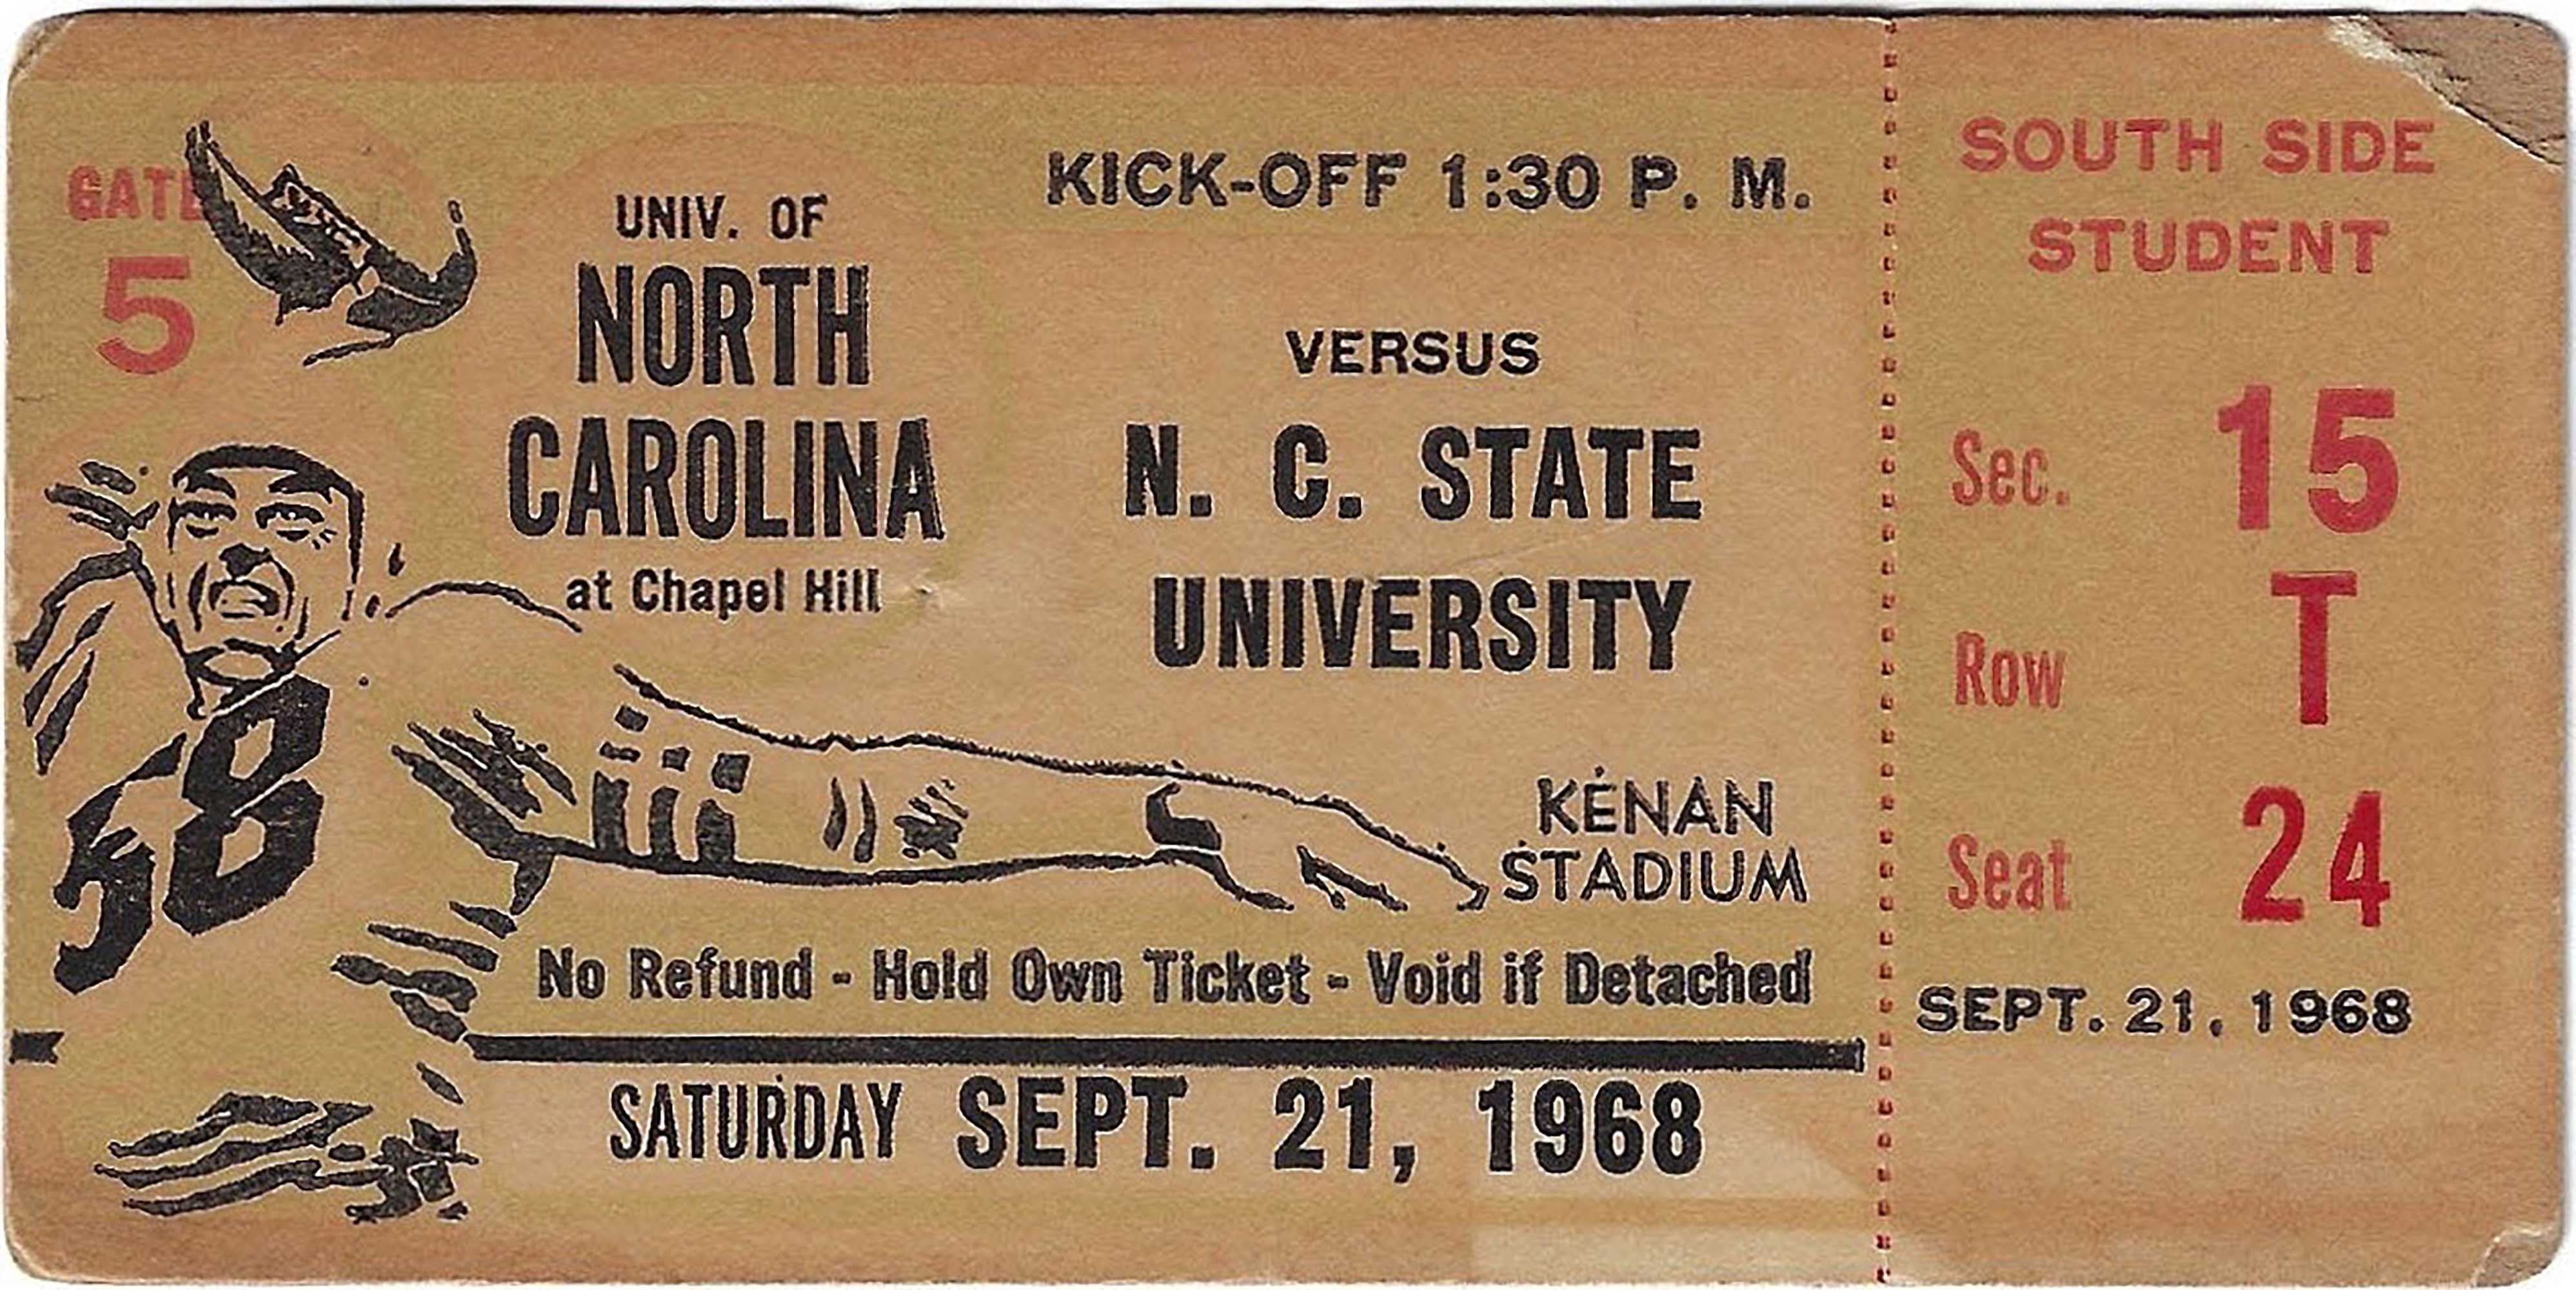 GATE
5
UNIV. OF
NORTH
CAROLINA
at Chapel Hill
KICK-OFF 1:30 P. M.
VERSUS
N. C. STATE
UNIVERSITY
58
KENAN
STADIUM
No Refund - Hold Own Ticket - Void if Detached
SATURDAY SEPT. 21, 1968
SOUTH SIDE
STUDENT
Sec. 15
Row T
Seat 24
SEPT. 21, 1968